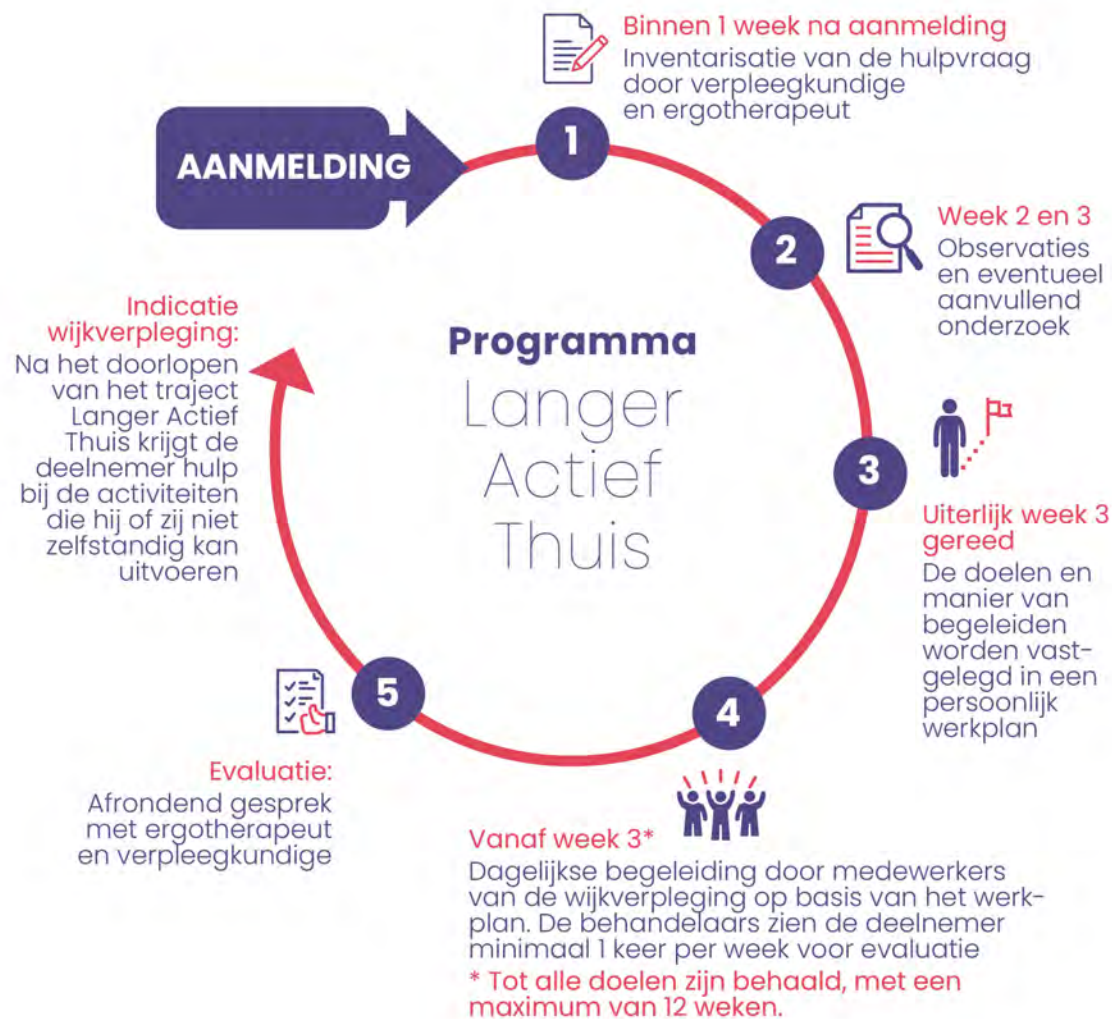 AANMELDING
1
Binnen 1 week na aanmelding
Inventarisatie van de hulpvraag
door verpleegkundige
en ergotherapeut
2
Week 2 en 3
Observaties
en eventueel
aanvullend
onderzoek
Programma
Langer
Actief
Thuis
3
Uiterlijk week 3
gereed
De doelen en
manier van
begeleiden
worden vast-
gelegd in een
persoonlijk
werkplan
4
Vanaf week 3*
Dagelijkse begeleiding door medewerkers
van de wijkverpleging op basis van het werk-
plan. De behandelaars zien de deelnemer
minimaal 1 keer per week voor evaluatie
* Tot alle doelen zijn behaald, met een
maximum van 12 weken.
5
Evaluatie:
Afrondend gesprek
met ergotherapeut
en verpleegkundige
Indicatie
wijkverpleging:
Na het doorlopen
van het traject
Langer Actief
Thuis krijgt de
deelnemer hulp
bij de activiteiten
die hij of zij niet
zelfstandig kan
uitvoeren